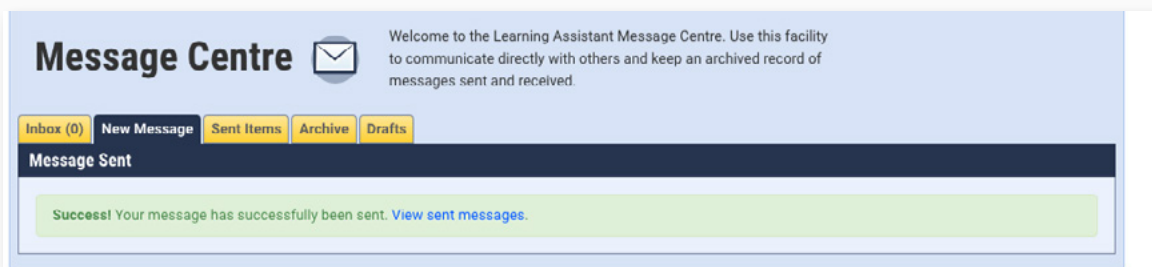 Message Centre
Welcome to the Learning Assistant Message Centre. Use this facility
to communicate directly with others and keep an archived record of
messages sent and received.
Inbox (0) New Message Sent Items Archive Drafts
Message Sent
Success! Your message has successfully been sent. View sent messages.